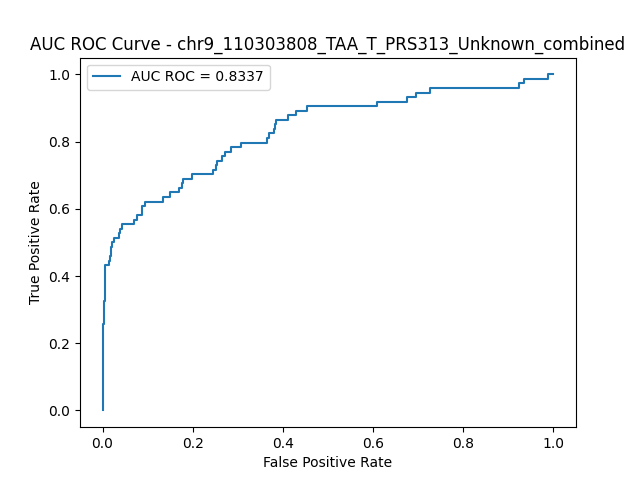 AUC ROC Curve - chr9_110303808_TAA_T_PRS313_Unknown_combined
AUC ROC = 0.8337
1.0
0.8
0.6
0.4
0.2
0.0
True Positive Rate
0.0 0.2 0.4 0.6 0.8 1.0
False Positive Rate